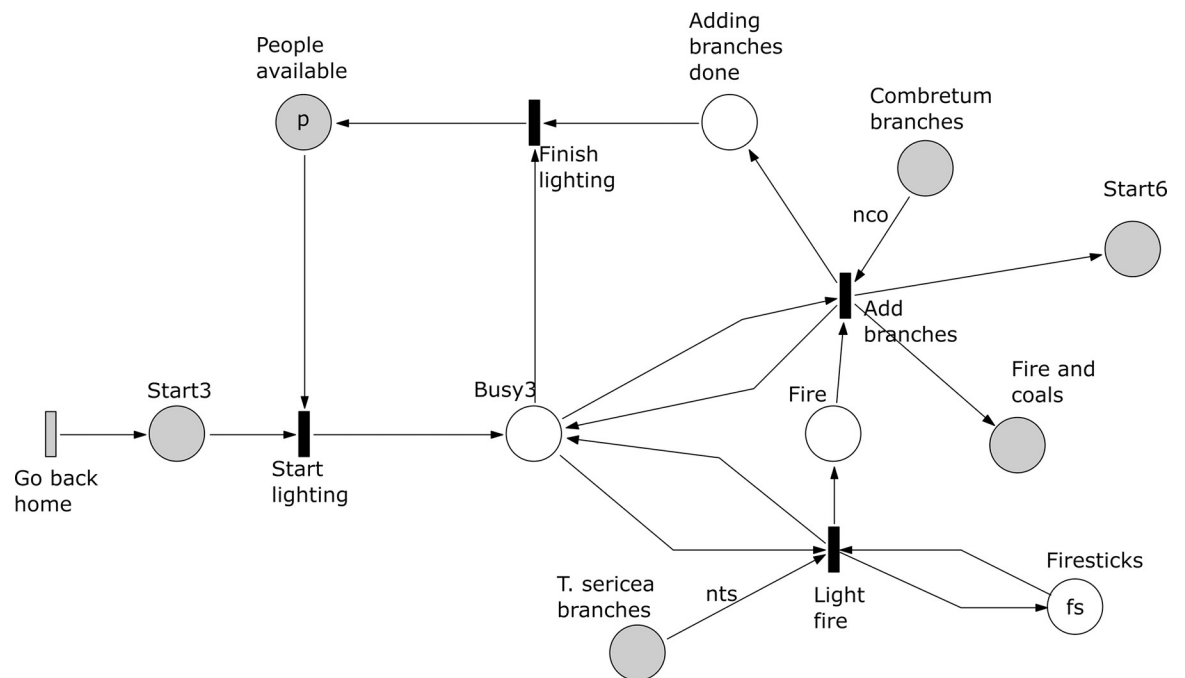 Adding
branches
done
People
available
Combretum
branches
p
Finish
lighting
Start6
nco
Add
branches
Fire and
coals
Start3
Busy3
Fire
Go back
home
Start
lighting
Firesticks
T. sericea
branches
nts
Light
fire
fs